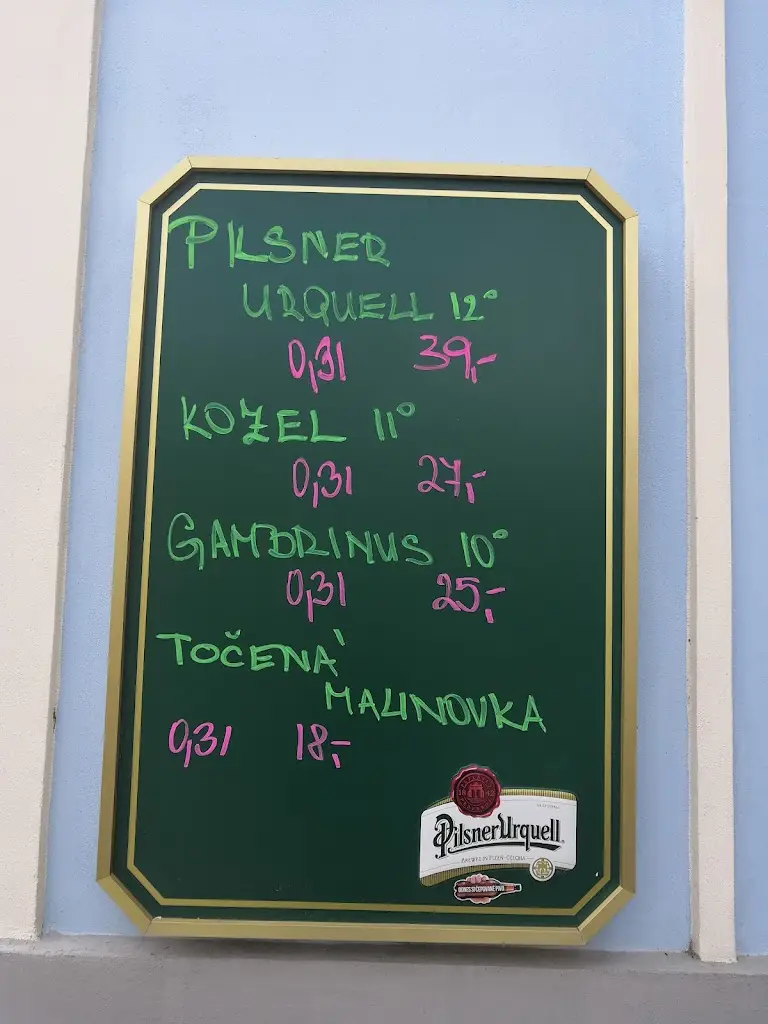 PILSNER
URQUELL 12°
0,3l 39,-
KOZEL 11°
0,3l 27,-
GAMBRINUS 10°
0,3l 25,-
TOČENÁ
MALINOVKA
0,3l 18,-
1842
Pilsner Urquell